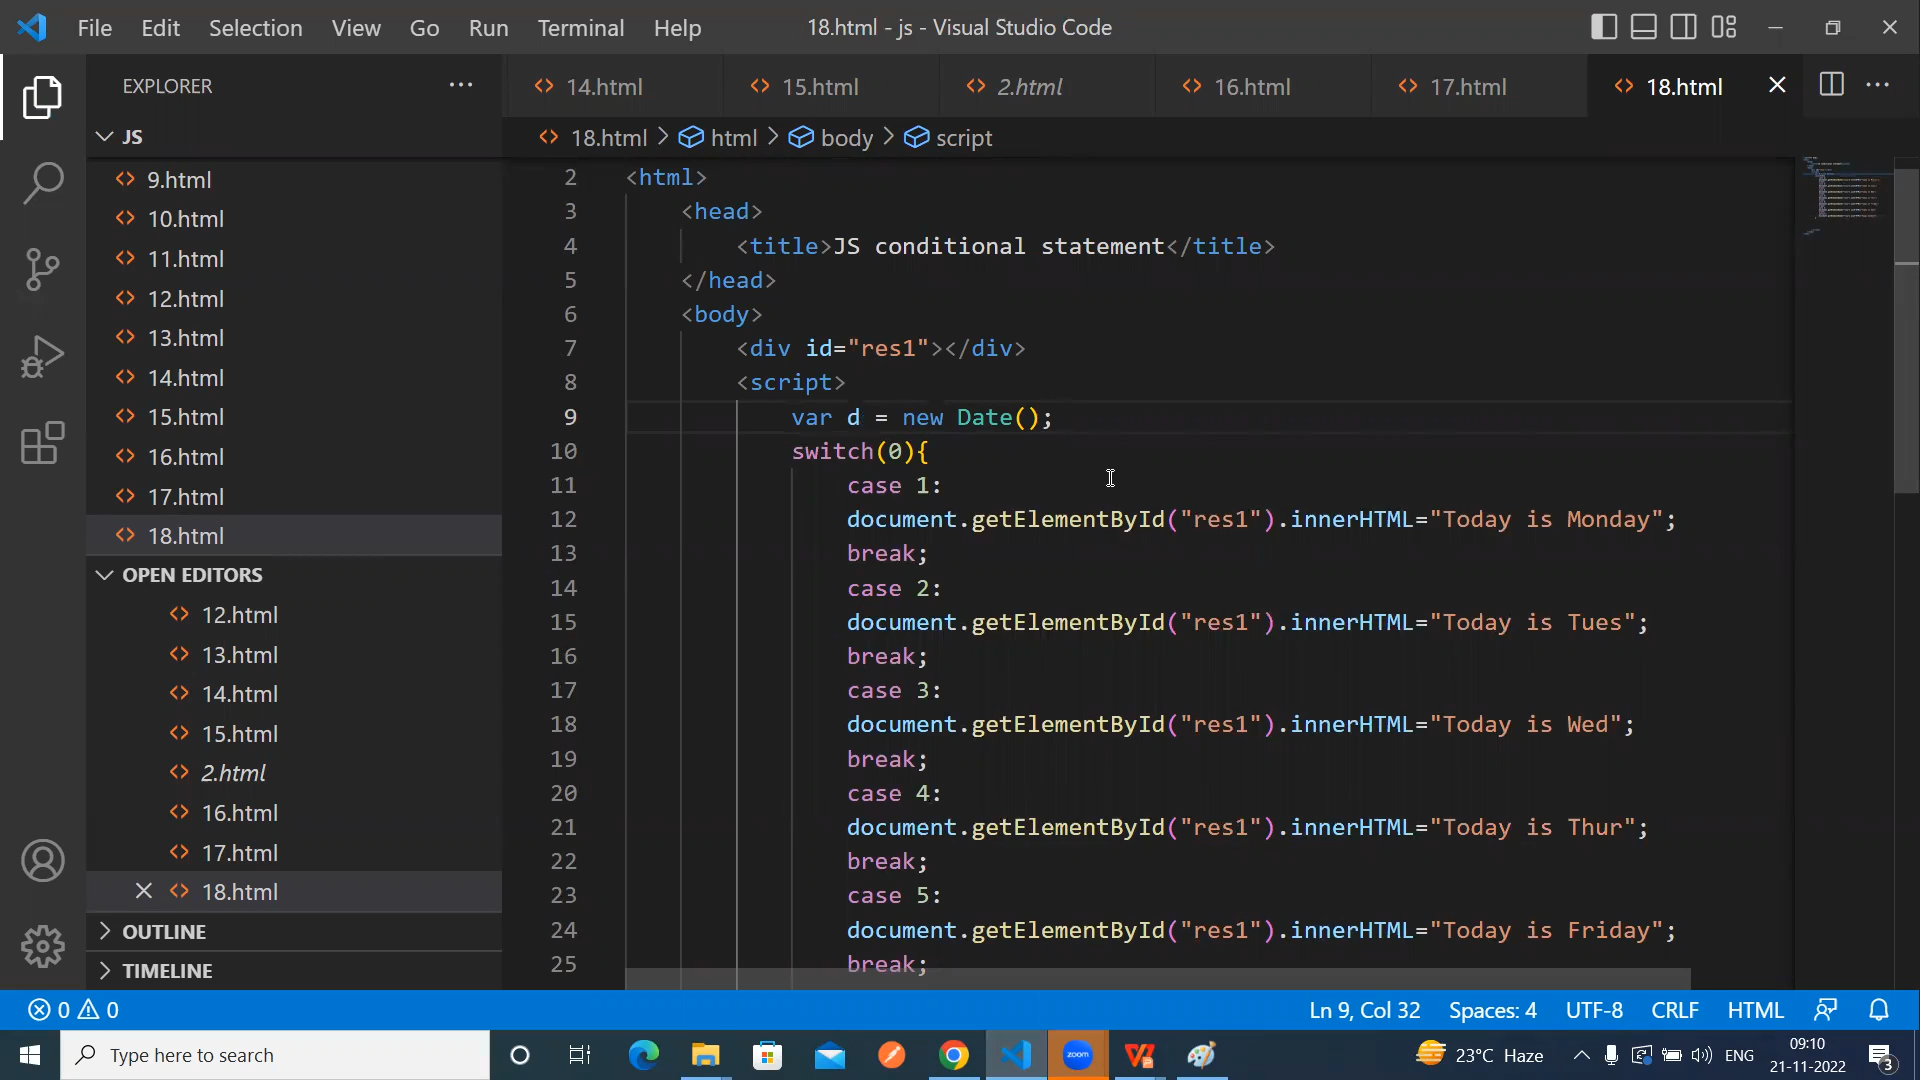 File Edit Selection View Go Run Terminal Help 18.html - js - Visual Studio Code
EXPLORER
14.html 15.html 2.html 16.html 17.html 18.html
JS
18.html > html > body > script
9.html
10.html
11.html
12.html
13.html
14.html
15.html
16.html
17.html
18.html
OPEN EDITORS
12.html
13.html
14.html
15.html
2.html
16.html
17.html
18.html
OUTLINE
TIMELINE
2 <html>
3 <head>
4 <title>JS conditional statement</title>
5 </head>
6 <body>
7 <div id="res1"></div>
8 <script>
9 var d = new Date();
10 switch(0){
11 case 1:
12 document.getElementById("res1").innerHTML="Today is Monday";
13 break;
14 case 2:
15 document.getElementById("res1").innerHTML="Today is Tues";
16 break;
17 case 3:
18 document.getElementById("res1").innerHTML="Today is Wed";
19 break;
20 case 4:
21 document.getElementById("res1").innerHTML="Today is Thur";
22 break;
23 case 5:
24 document.getElementById("res1").innerHTML="Today is Friday";
25 break;
0 0 Ln 9, Col 32 Spaces: 4 UTF-8 CRLF HTML
Type here to search zoom 23°C Haze ENG 09:10
21-11-2022 3